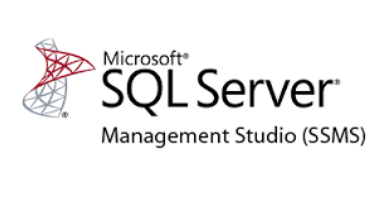 Microsoft®
SQL Server®
®
Management Studio (SSMS)